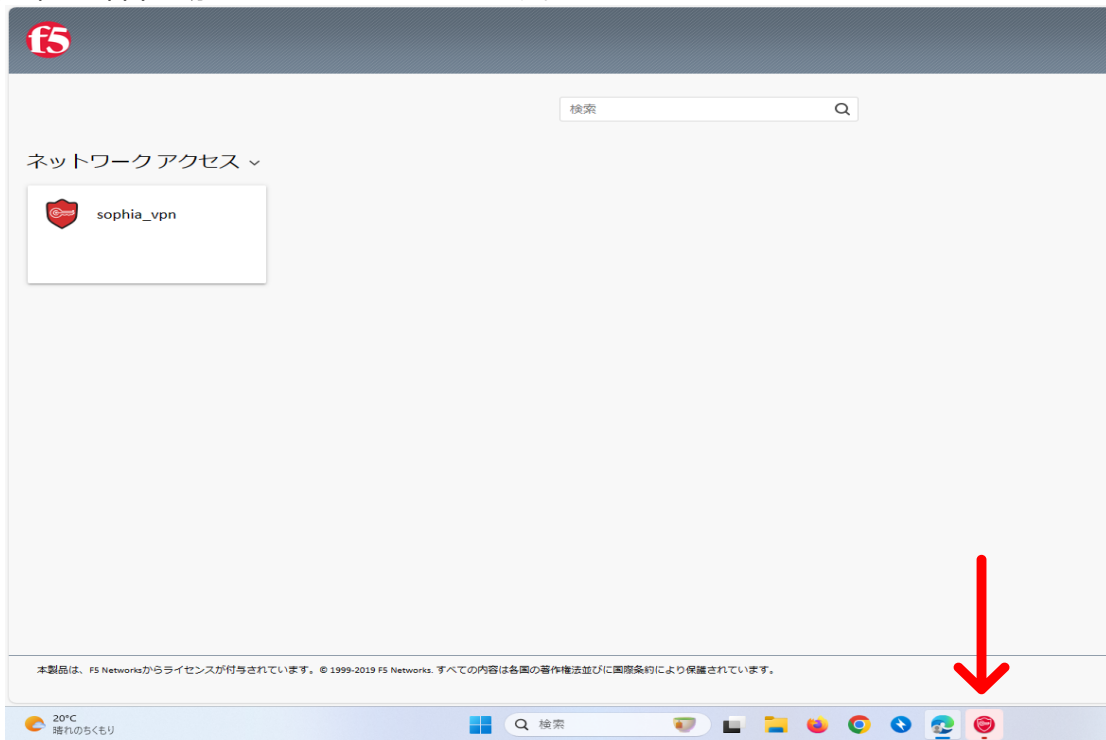 f5
検索
ネットワーク アクセス
sophia_vpn
本製品は、F5 Networksからライセンスが付与されています。© 1999-2019 F5 Networks. すべての内容は各国の著作権法並びに国際条約により保護されています。
20°C
晴れのちくもり
検索